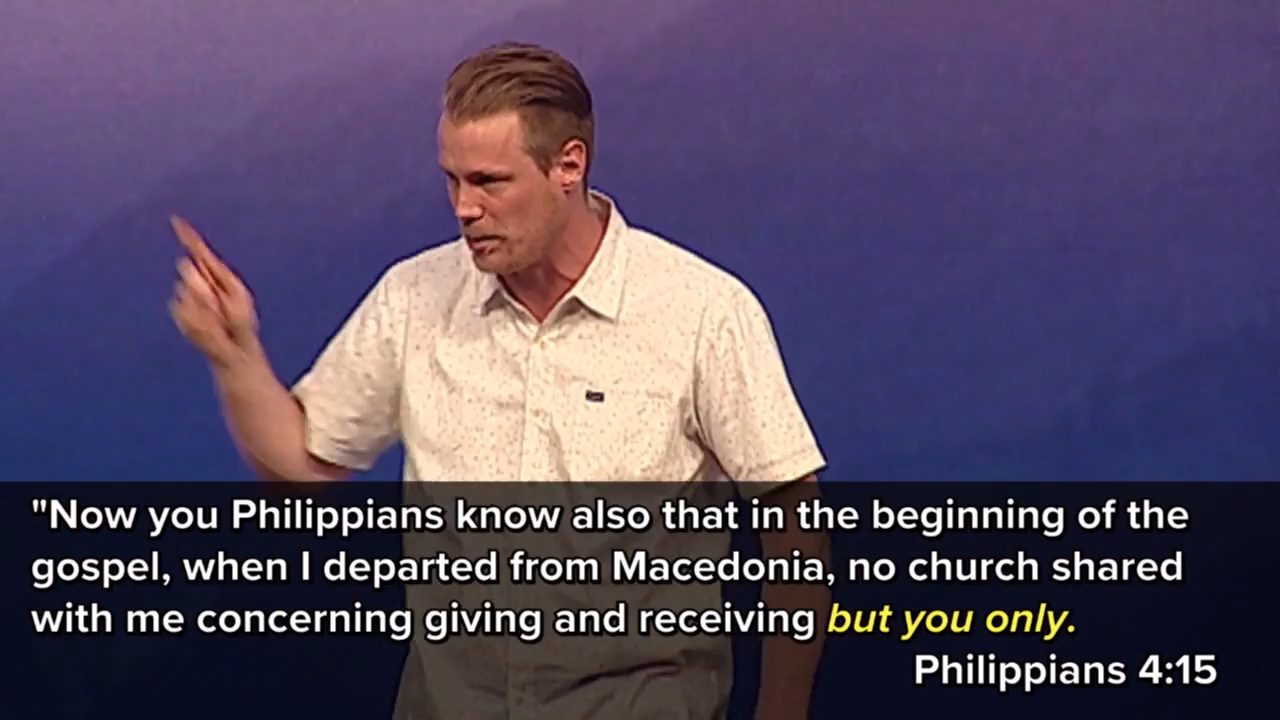 "Now you Philippians know also that in the beginning of the
gospel, when I departed from Macedonia, no church shared
with me concerning giving and receiving but you only.
Philippians 4:15